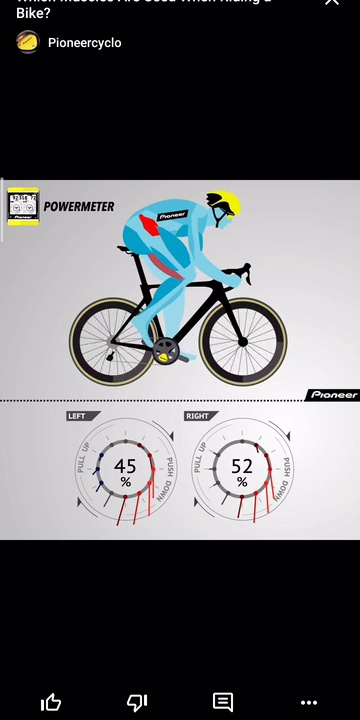 Which Muscles Are Used When Riding a
Bike?
Pioneercyclo
POWERMETER
Pioneer
Pioneer
Pioneer
LEFT
RIGHT
PULL UP
45
%
PUSH DOWN
PULL UP
52
%
PUSH DOWN